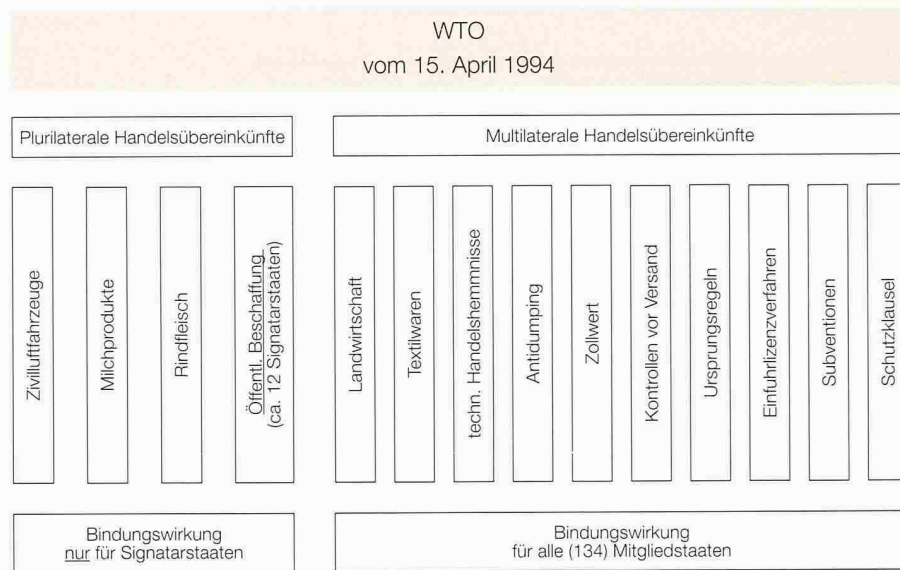 WTO
vom 15. April 1994
Plurilaterale Handelsübereinkünfte
Multilaterale Handelsübereinkünfte
Zivilluftfahrzeuge
Milchprodukte
Rindfleisch
Öffentl. Beschaffung
(ca. 12 Signatarstaaten)
Landwirtschaft
Textilwaren
techn. Handelshemmnisse
Antidumping
Zollwert
Kontrollen vor Versand
Ursprungsregeln
Einfuhrlizenzverfahren
Subventionen
Schutzklausel
Bindungswirkung
nur für Signatarstaaten
Bindungswirkung
für alle (134) Mitgliedstaaten